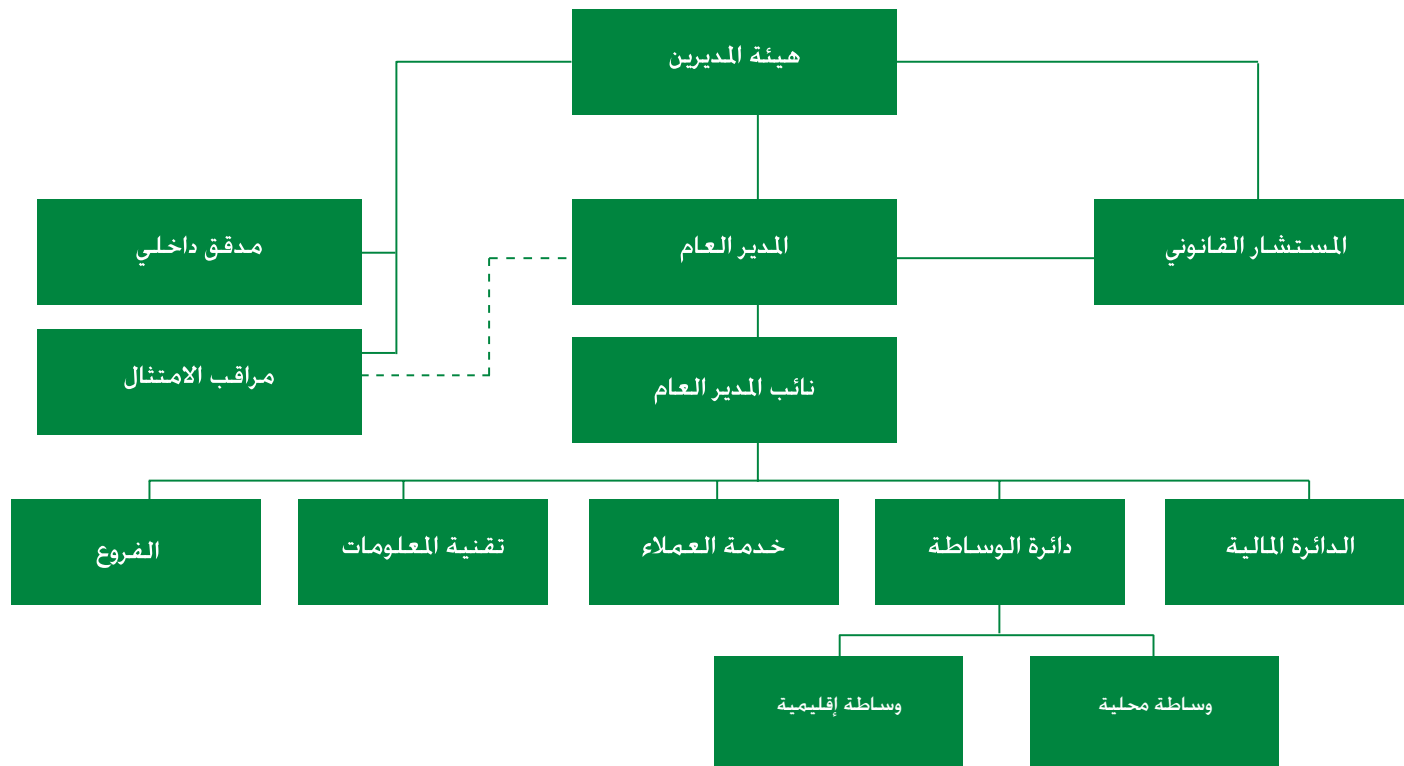 هيئة المديرين
المستشار القانوني
المدير العام
مدقق داخلي
مراقب الامتثال
نائب المدير العام
الدائرة المالية
دائرة الوساطة
خدمة العملاء
تقنية المعلومات
الفروع
وساطة محلية
وساطة إقليمية